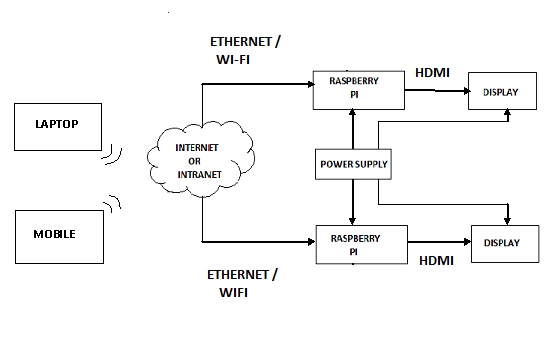 ETHERNET /
WI-FI
HDMI
RASPBERRY
PI
DISPLAY
LAPTOP
INTERNET
OR
INTRANET
POWER SUPPLY
MOBILE
RASPBERRY
PI
DISPLAY
HDMI
ETHERNET /
WIFI